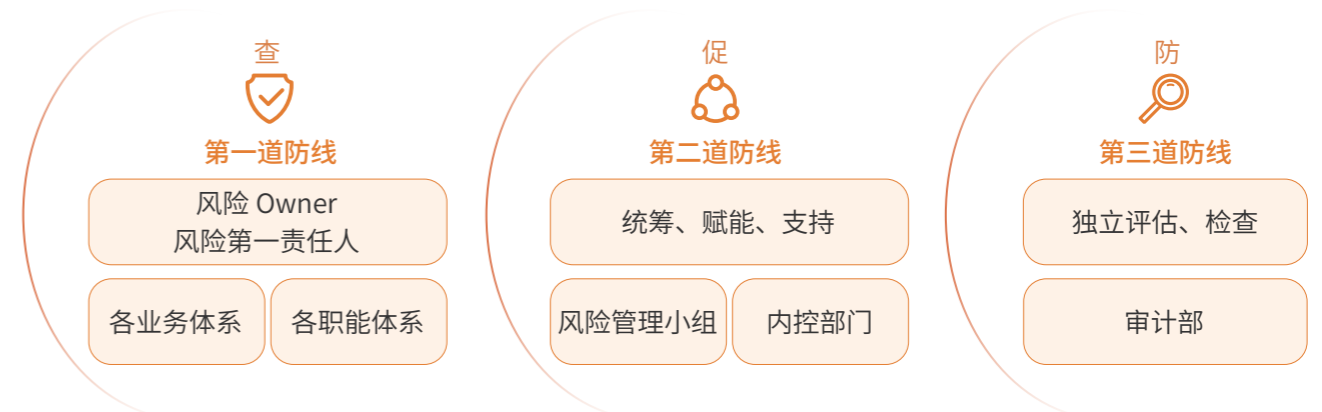 查
第一道防线
风险 Owner
风险第一责任人
各业务体系
各职能体系
促
第二道防线
统筹、赋能、支持
风险管理小组
内控部门
防
第三道防线
独立评估、检查
审计部